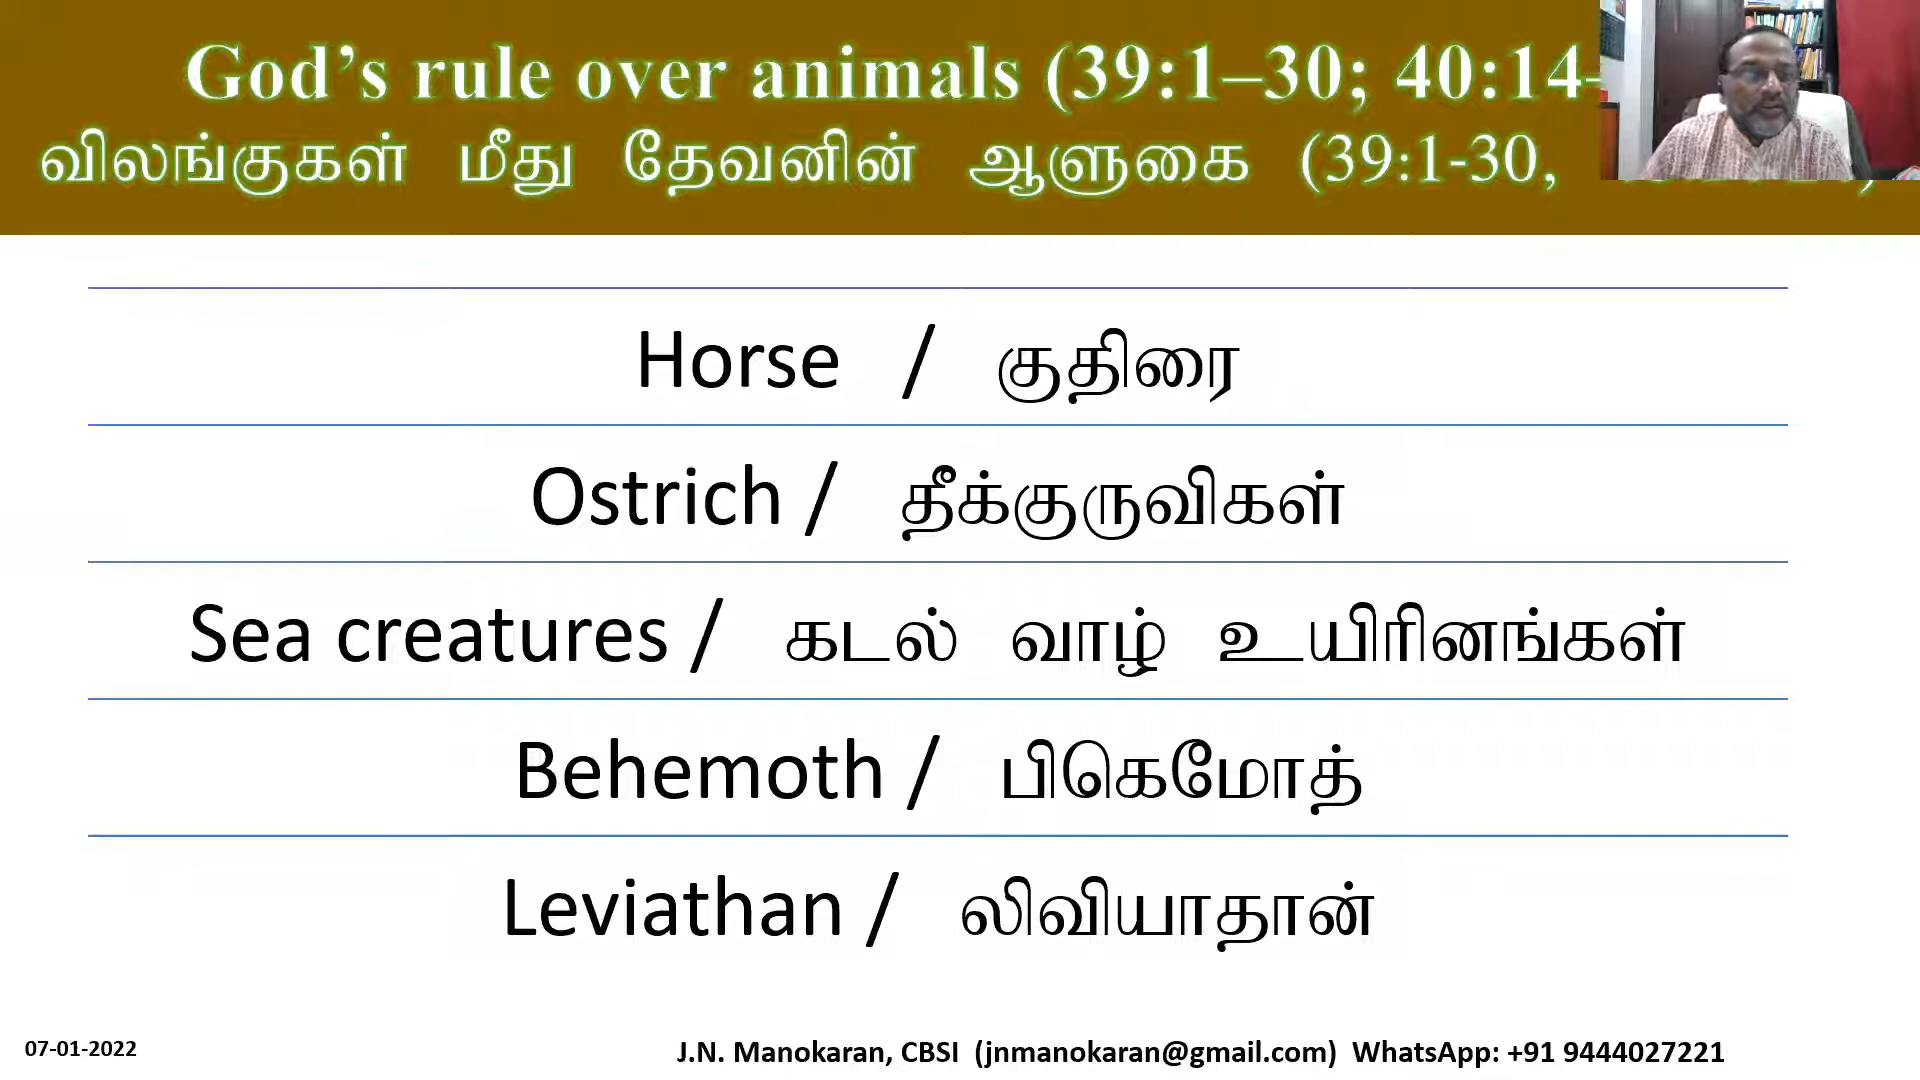 God's rule over animals (39:1–30; 40:14-
விலங்குகள் மீது தேவனின் ஆளுகை (39:1-30,
Horse / குதிரை
Ostrich / தீக்குருவிகள்
Sea creatures / கடல் வாழ் உயிரினங்கள்
Behemoth / பிகெமோத்
Leviathan / லிவியாதான்
07-01-2022
J.N. Manokaran, CBSI (jnmanokaran@gmail.com) WhatsApp: +91 9444027221